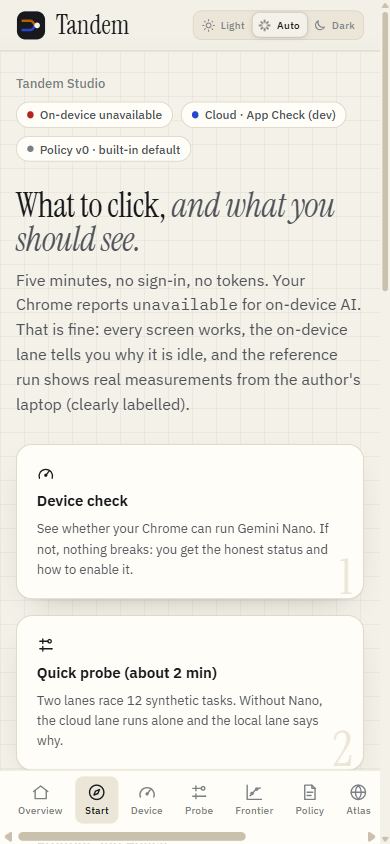 Tandem
Light Auto Dark
Tandem Studio
On-device unavailable
Cloud · App Check (dev)
Policy v0 · built-in default
What to click, and what you
should see.
Five minutes, no sign-in, no tokens. Your
Chrome reports unavailable for on-device AI.
That is fine: every screen works, the on-device
lane tells you why it is idle, and the reference
run shows real measurements from the author's
laptop (clearly labelled).
Device check
See whether your Chrome can run Gemini Nano. If
not, nothing breaks: you get the honest status and
how to enable it.
1
Quick probe (about 2 min)
Two lanes race 12 synthetic tasks. Without Nano,
the cloud lane runs alone and the local lane says
why.
2
Overview Start Device Probe Frontier Policy Atlas